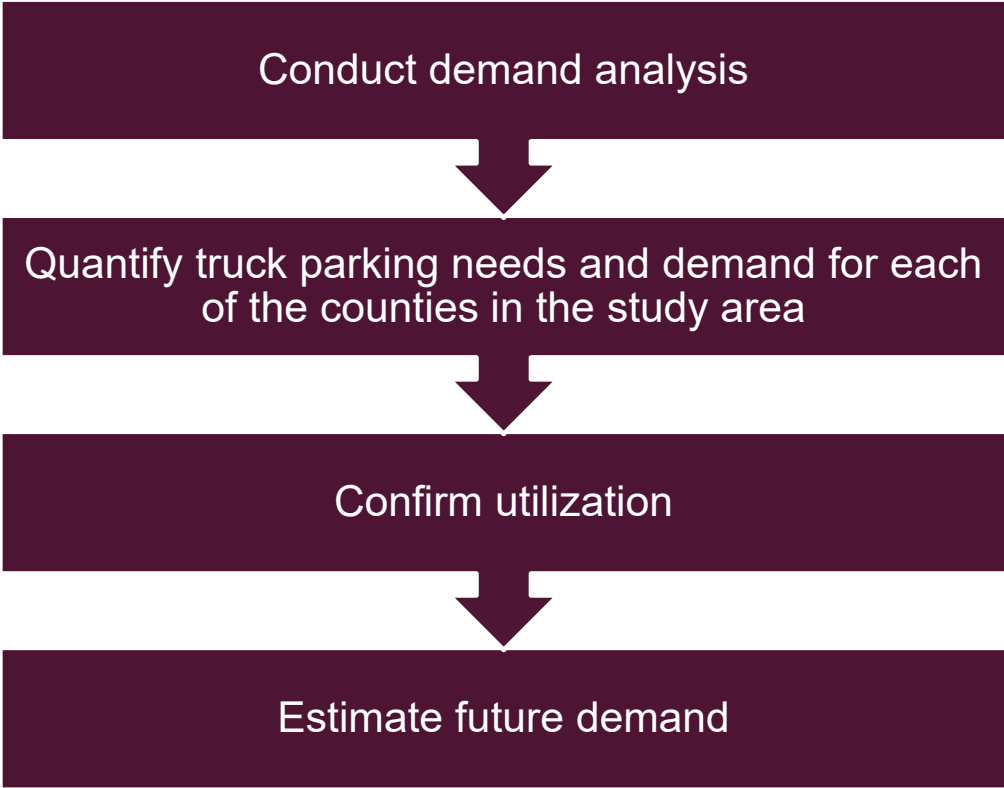 Conduct demand analysis
Quantify truck parking needs and demand for each
of the counties in the study area
Confirm utilization
Estimate future demand